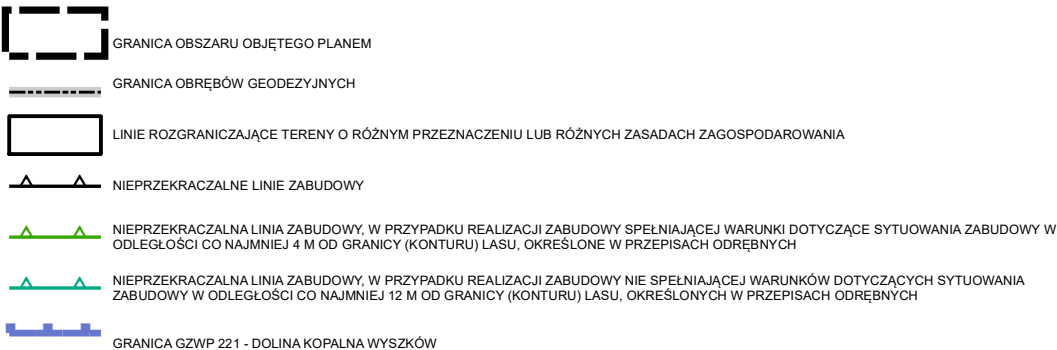 GRANICA OBSZARU OBJĘTEGO PLANEM
GRANICA OBRĘBÓW GEODEZYJNYCH
LINIE ROZGRANICZAJĄCE TERENY O RÓŻNYM PRZEZNACZENIU LUB RÓŻNYCH ZASADACH ZAGOSPODAROWANIA
NIEPRZEKRACZALNE LINIE ZABUDOWY
NIEPRZEKRACZALNA LINIA ZABUDOWY, W PRZYPADKU REALIZACJI ZABUDOWY SPEŁNIAJĄCEJ WARUNKI DOTYCZĄCE SYTUOWANIA ZABUDOWY W
ODLEGŁOŚCI CO NAJMNIEJ 4 M OD GRANICY (KONTURU) LASU, OKREŚLONE W PRZEPISACH ODRĘBNYCH
NIEPRZEKRACZALNA LINIA ZABUDOWY, W PRZYPADKU REALIZACJI ZABUDOWY NIE SPEŁNIAJĄCEJ WARUNKÓW DOTYCZĄCYCH SYTUOWANIA
ZABUDOWY W ODLEGŁOŚCI CO NAJMNIEJ 12 M OD GRANICY (KONTURU) LASU, OKREŚLONYCH W PRZEPISACH ODRĘBNYCH
GRANICA GZWP 221 - DOLINA KOPALNA WYSZKÓW